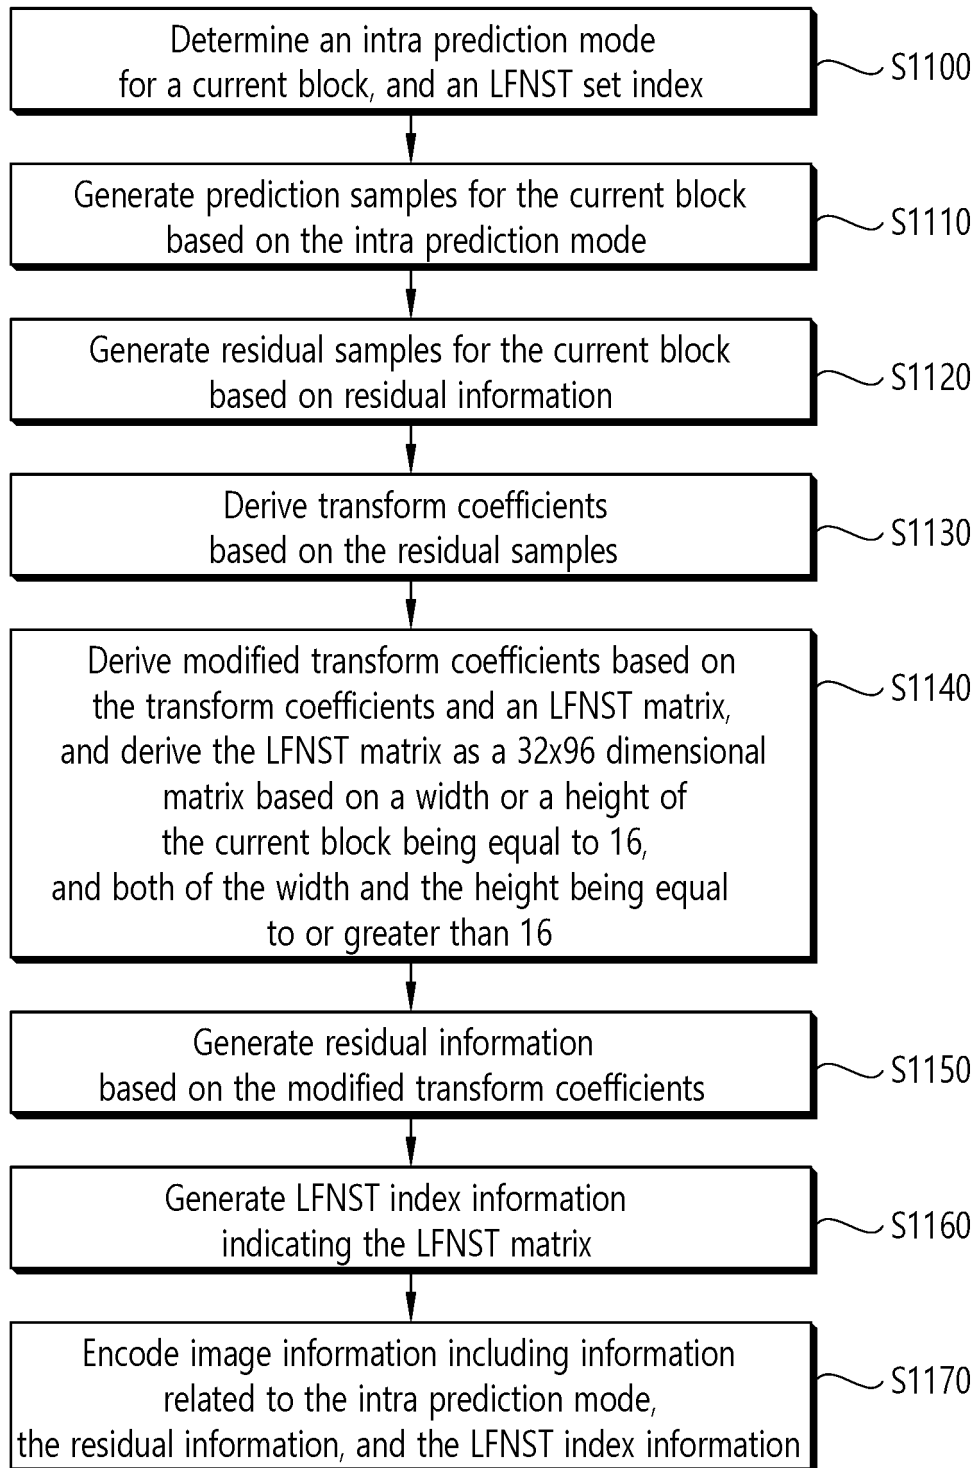 Determine an intra prediction mode
for a current block, and an LFNST set index
S1100
Generate prediction samples for the current block
based on the intra prediction mode
S1110
Generate residual samples for the current block
based on residual information
S1120
Derive transform coefficients
based on the residual samples
S1130
Derive modified transform coefficients based on
the transform coefficients and an LFNST matrix,
and derive the LFNST matrix as a 32x96 dimensional
matrix based on a width or a height of
the current block being equal to 16,
and both of the width and the height being equal
to or greater than 16
S1140
Generate residual information
based on the modified transform coefficients
S1150
Generate LFNST index information
indicating the LFNST matrix
S1160
Encode image information including information
related to the intra prediction mode,
the residual information, and the LFNST index information
S1170